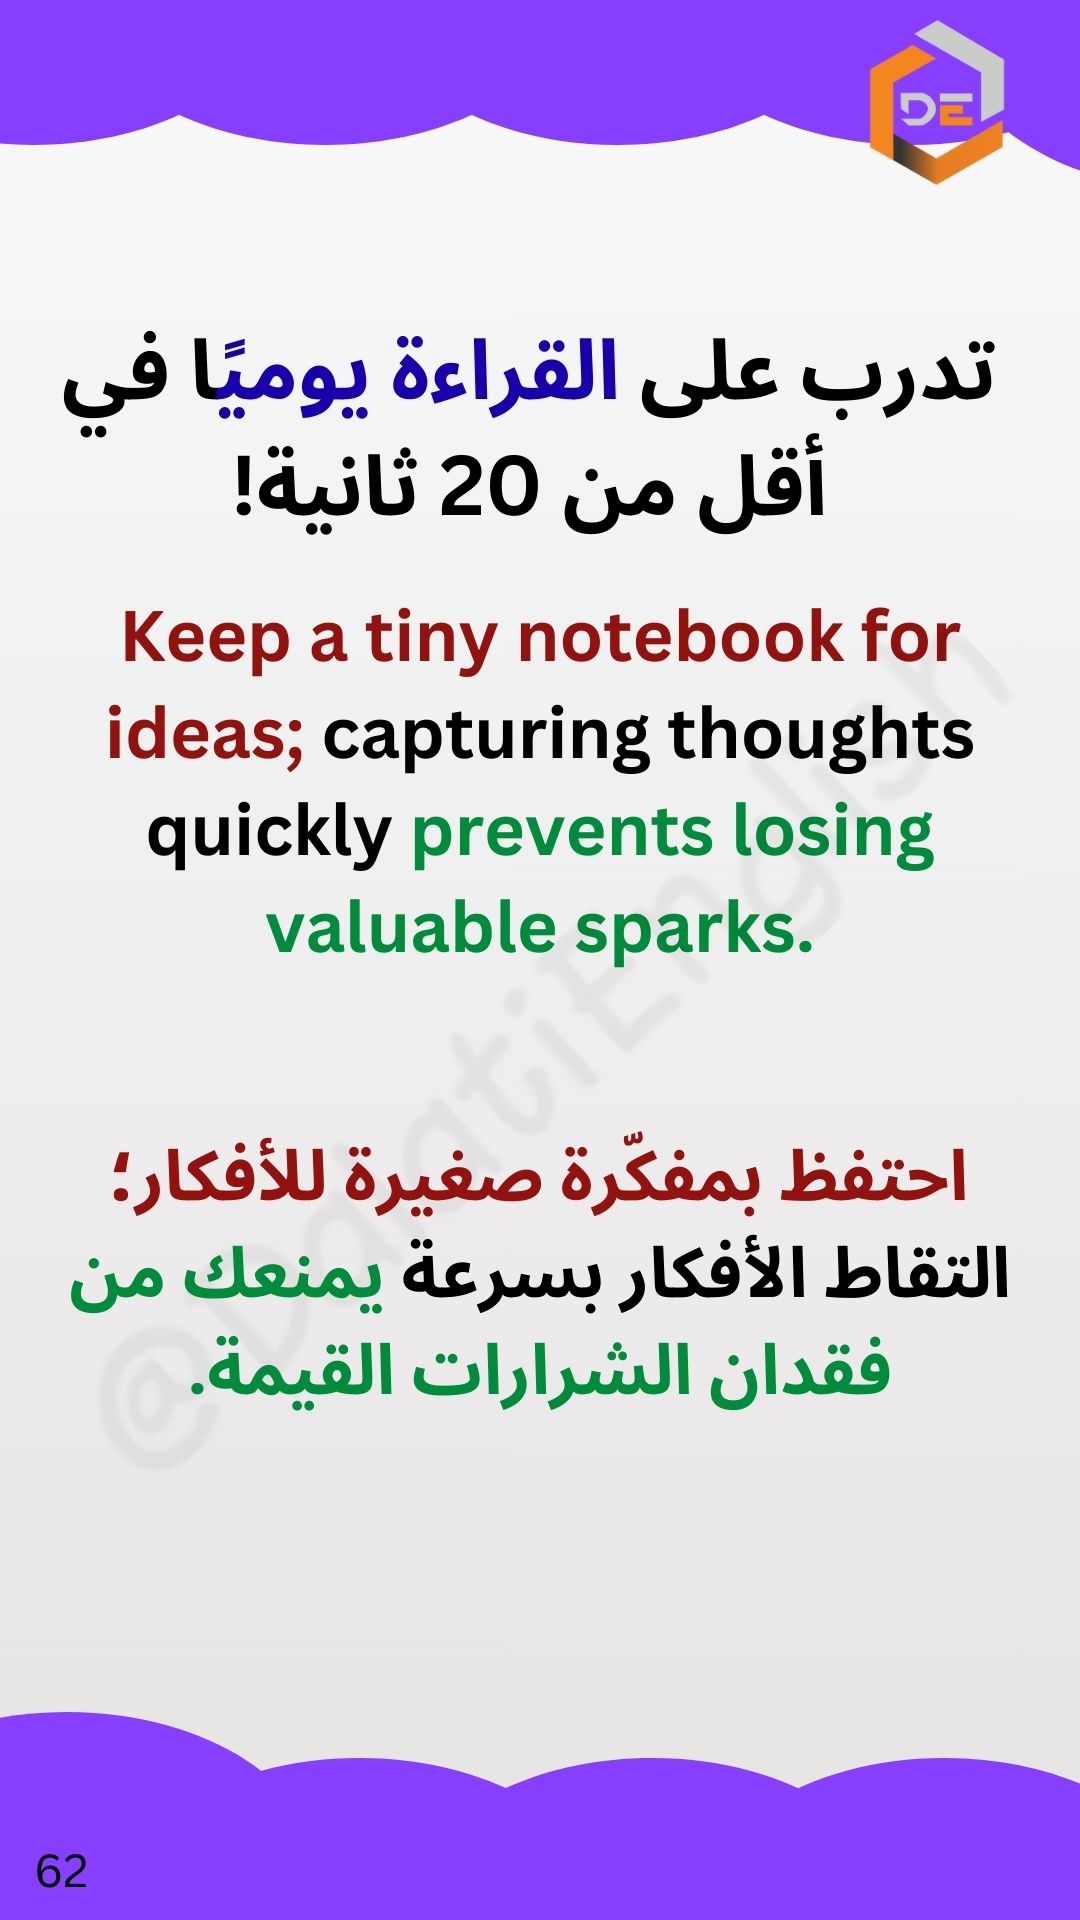 DE
تدرب على القراءة يوميًا في
أقل من 20 ثانية!
Keep a tiny notebook for
ideas; capturing thoughts
quickly prevents losing
valuable sparks.
احتفظ بمفكّرة صغيرة للأفكار؛
التقاط الأفكار بسرعة يمنعك من
فقدان الشرارات القيمة.
@DdatiEnglish
62